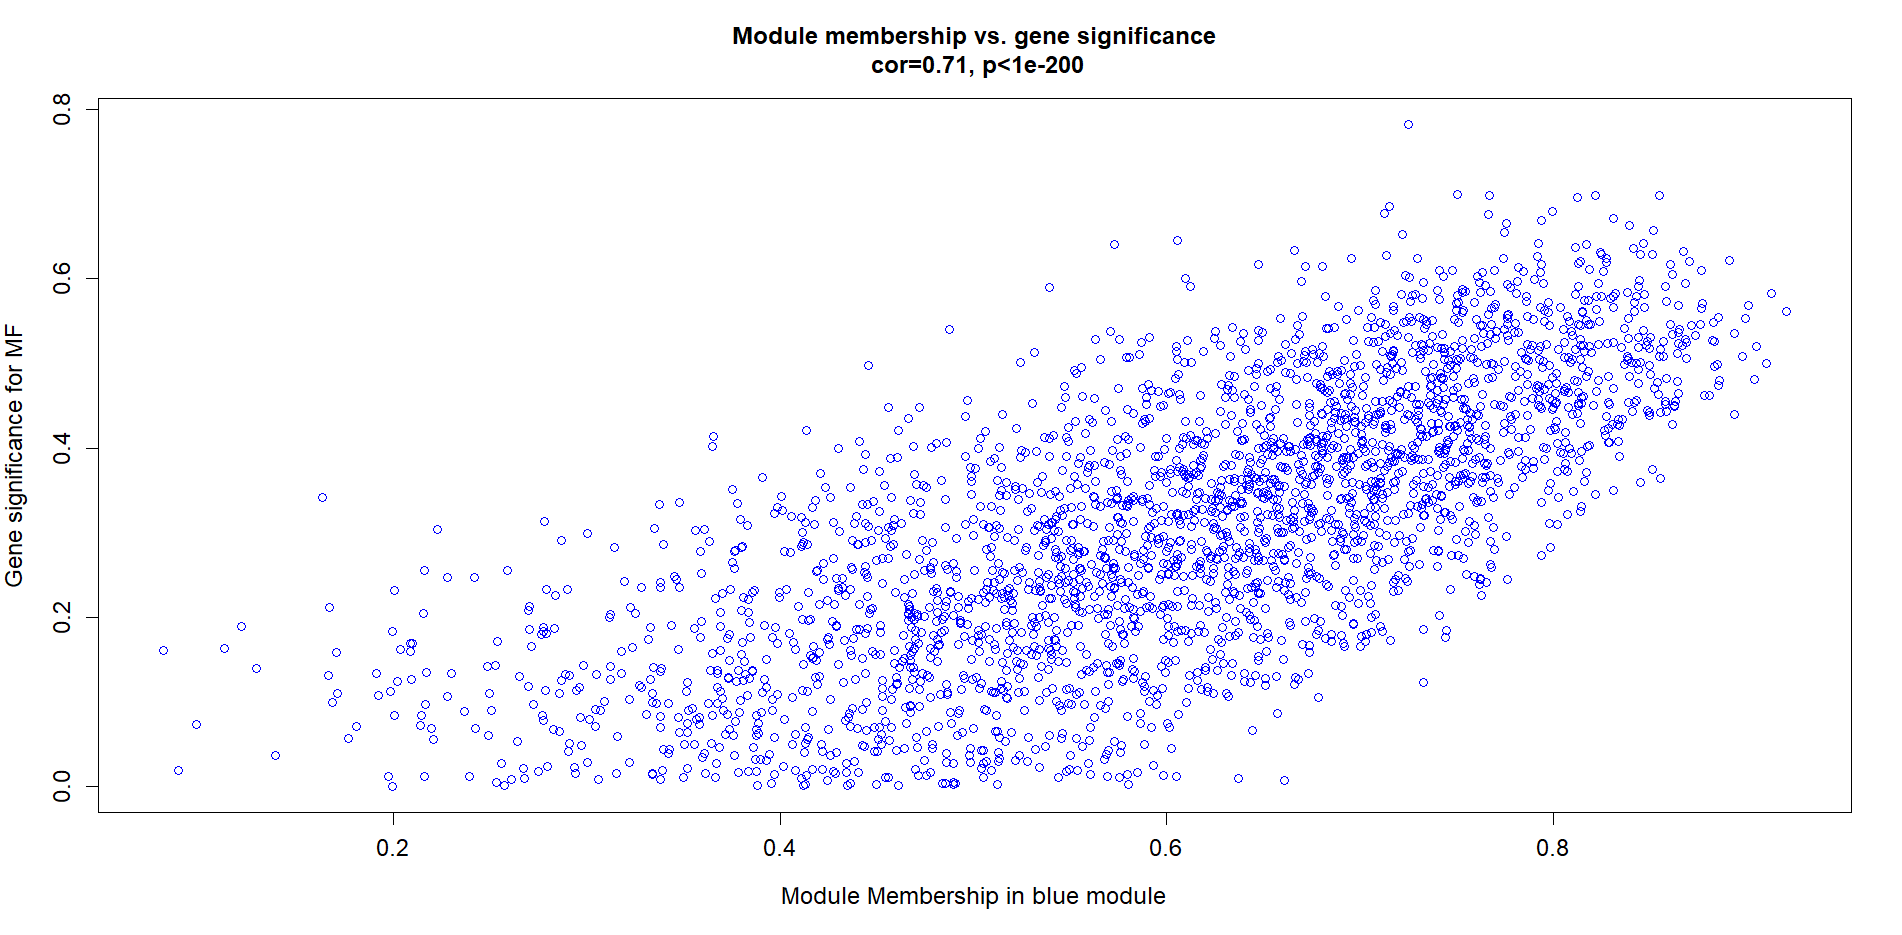 Module membership vs. gene significance
cor=0.71, p<1e-200
Gene significance for MF
0.8
0.6
0.4
0.2
0.0
0.2
0.4
0.6
0.8
Module Membership in blue module